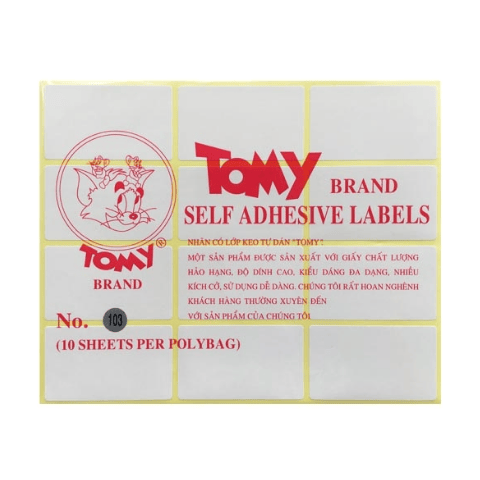 TOMY BRAND
SELF ADHESIVE LABELS
NHÃN CÓ LỚP KEO TỰ DÁN "TOMY".
MỘT SẢN PHẨM ĐƯỢC SẢN XUẤT VỚI GIẤY CHẤT LƯỢNG
HẢO HẠNG, ĐỘ DÍNH CAO, KIỂU DÁNG ĐA DẠNG, NHIỀU
KÍCH CỠ, SỬ DỤNG DỄ DÀNG. CHÚNG TÔI RẤT HOAN NGHÊNH
KHÁCH HÀNG THƯỜNG XUYÊN ĐẾN
VỚI SẢN PHẨM CỦA CHÚNG TÔI
TOMY®
BRAND
No. 103
(10 SHEETS PER POLYBAG)